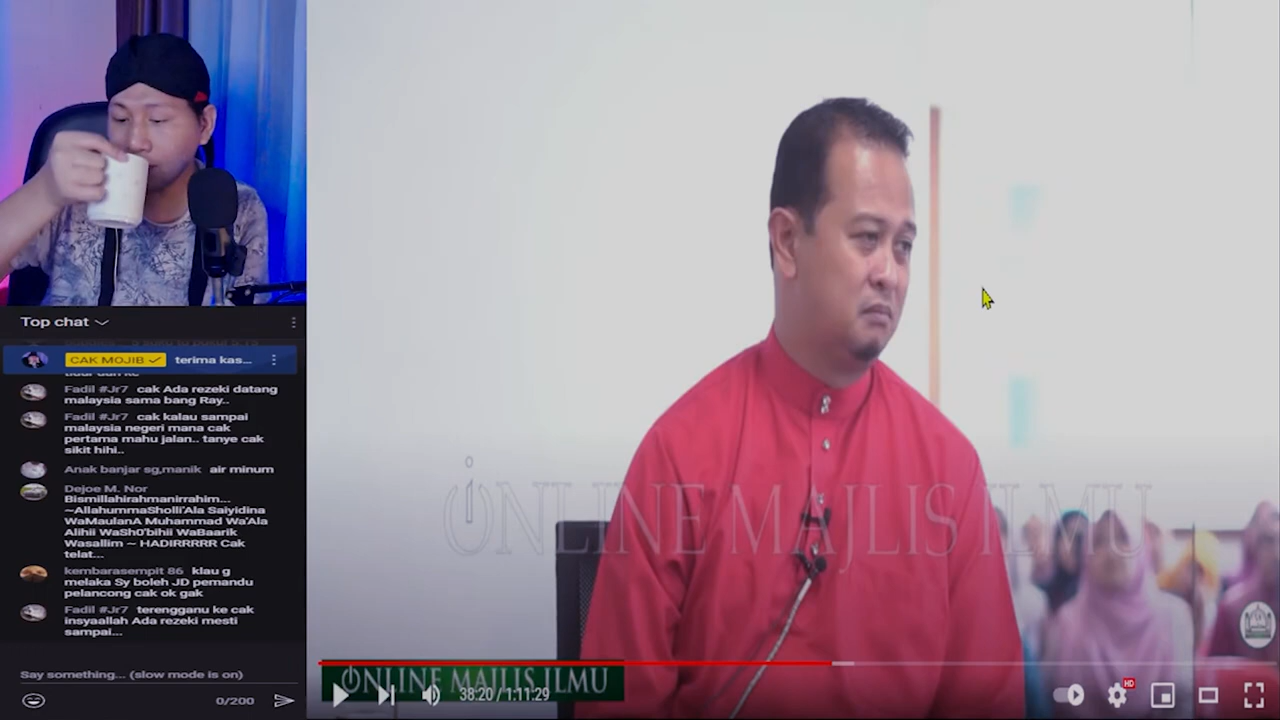 Top chat
CAK MOJIB terima kas...
Fadil #Jr7 cak Ada rezeki datang
malaysia sama bang Ray..
Fadil #Jr7 cak kalau sampai
malaysia negeri mana cak
pertama mahu jalan.. tanye cak
sikit hihi..
Anak banjar sg,manik air minum
Dejoe M. Nor
Bismillahirahmanirrahim...
~AllahummaSholli'Ala Saiyidina
WaMaulanA Muhammad Wa'Ala
Alihii WaSh0'bihii WaBaarik
Wasallim ~ HADIRRRRR Cak
telat...
kembarasempit 86 klau g
melaka Sy boleh JD pemandu
pelancong cak ok gak
Fadil #Jr7 terengganu ke cak
insyaallah Ada rezeki mesti
sampai...
Say something... (slow mode is on)
0/200
ONLINE MAJLIS ILMU
ONLINE MAJLIS ILMU
38:20 / 1:11:29
HD